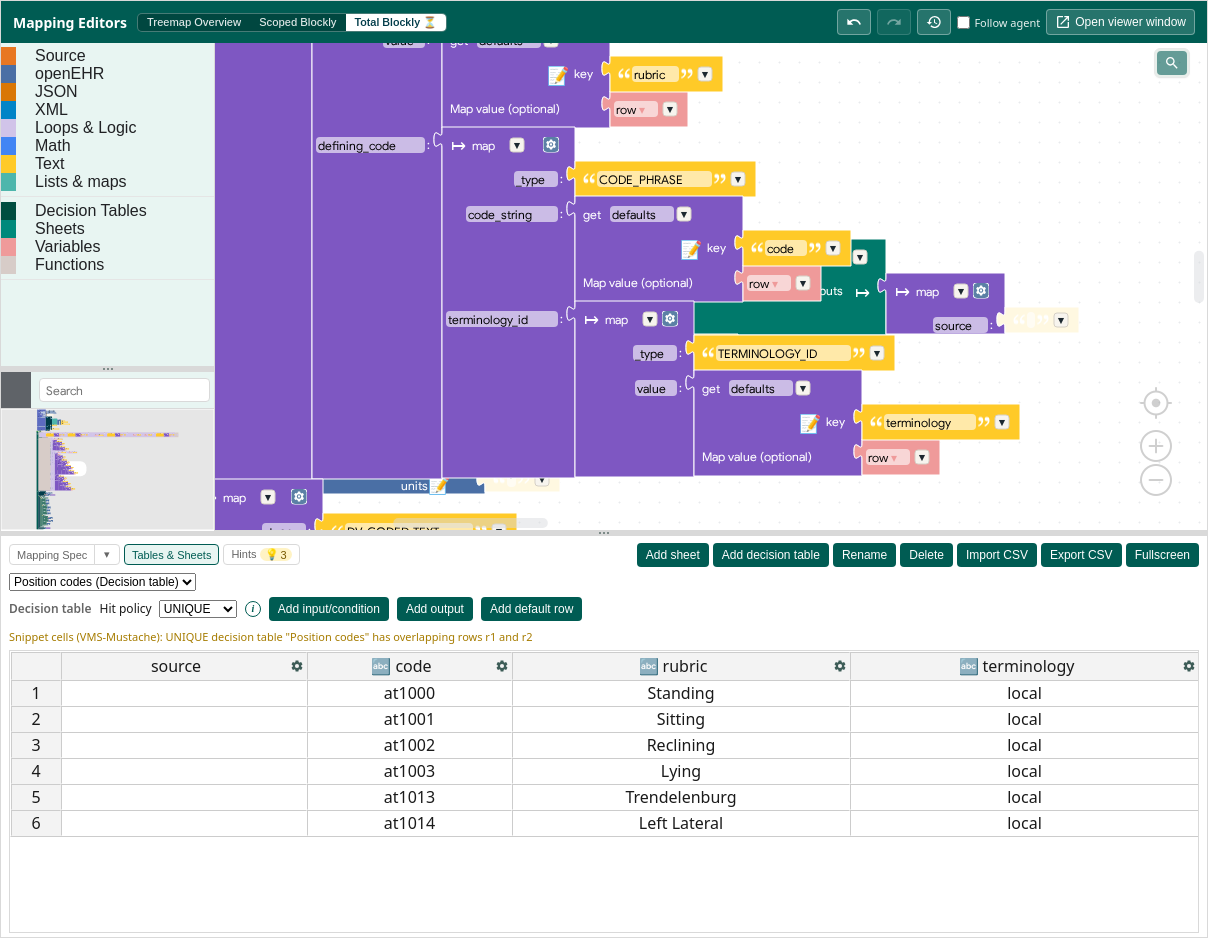 Mapping Editors
Treemap Overview Scoped Blockly Total Blockly ⏳
Follow agent
Open viewer window
Source
openEHR
JSON
XML
Loops & Logic
Math
Text
Lists & maps
Decision Tables
Sheets
Variables
Functions
Search
value : get defaults
key “ rubric ”
Map value (optional) row
defining_code : map
_type : “ CODE_PHRASE ”
code_string : get defaults
key “ code ”
Map value (optional) row
puts ↦ map
source :
terminology_id : map
_type : “ TERMINOLOGY_ID ”
value : get defaults
key “ terminology ”
Map value (optional) row
units
map
DV_CODED_TEXT
Mapping Spec ▾ Tables & Sheets Hints 💡 3
Add sheet Add decision table Rename Delete Import CSV Export CSV Fullscreen
Position codes (Decision table)
Decision table Hit policy UNIQUE i Add input/condition Add output Add default row
Snippet cells (VMS-Mustache): UNIQUE decision table "Position codes" has overlapping rows r1 and r2
source abc code abc rubric abc terminology
1 at1000 Standing local
2 at1001 Sitting local
3 at1002 Reclining local
4 at1003 Lying local
5 at1013 Trendelenburg local
6 at1014 Left Lateral local